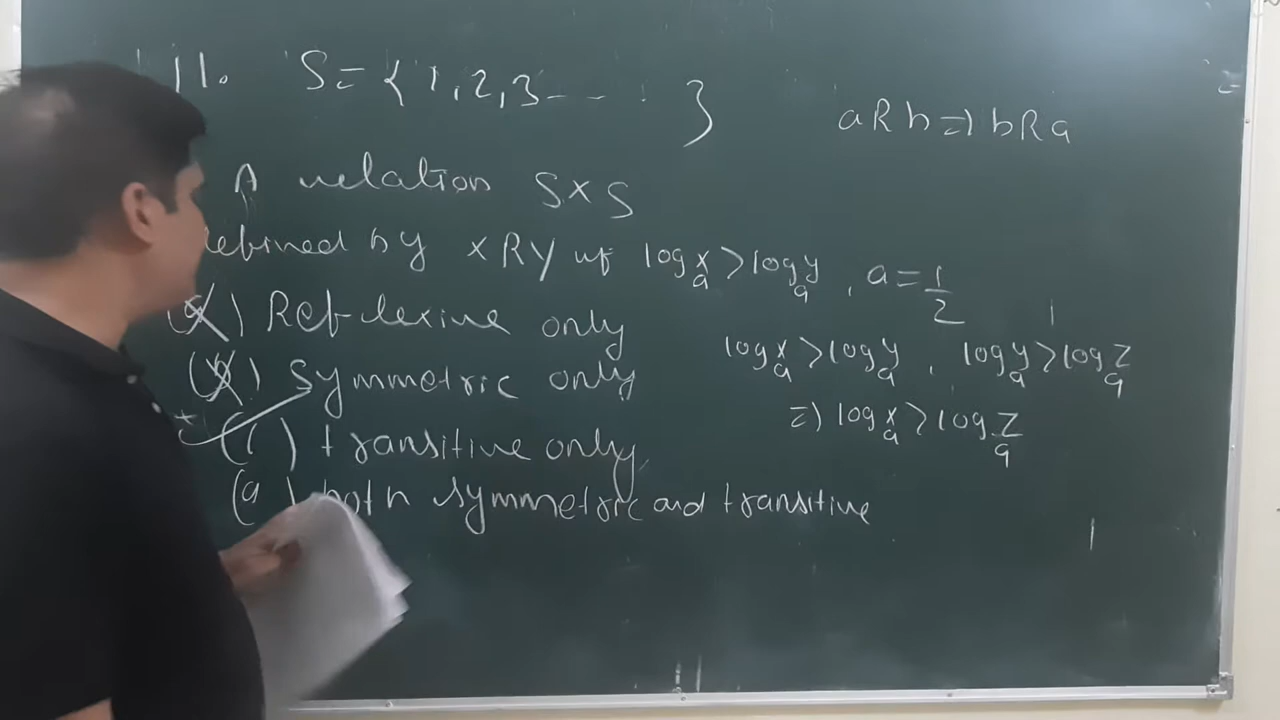 11. S = { 1, 2, 3 -- . }
aRb => bRa
A relation S × S
defined by xRy if log_a x > log_a y , a = 1/2
( ) Reflexive only
( ) Symmetric only
log_a x > log_a y , log_a y > log_a z
=> log_a x > log_a z
( ) transitive only
( ) both symmetric and transitive